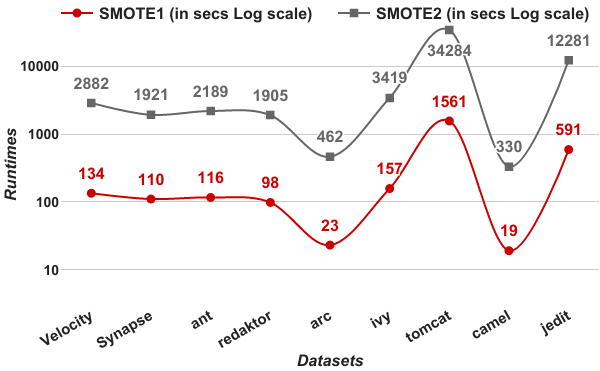 SMOTE1 (in secs Log scale) SMOTE2 (in secs Log scale)
34284
12281
10000
2882 1921 2189 1905 3419
1561
1000
462 330
591
134 110 116 98 157
100
23 19
10
Runtimes
Velocity Synapse ant redaktor arc ivy tomcat camel jedit
Datasets